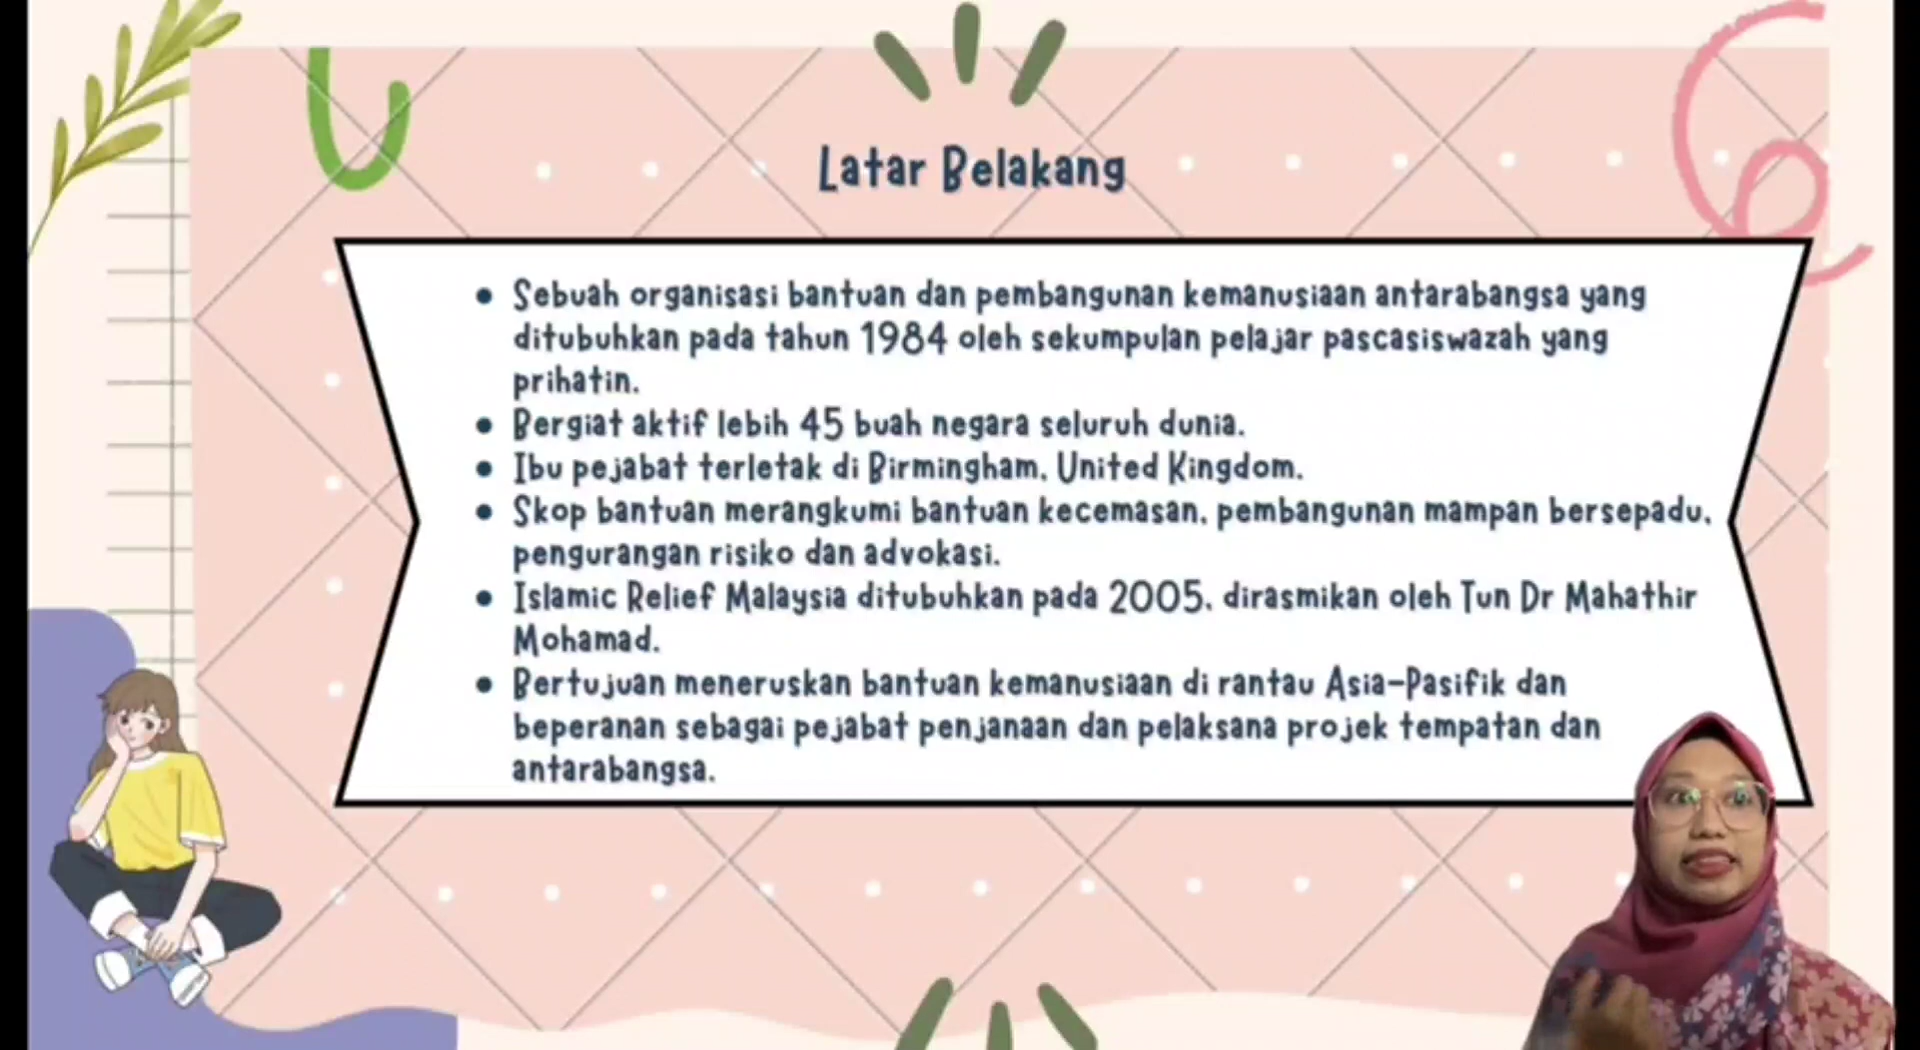 Latar Belakang
• Sebuah organisasi bantuan dan pembangunan kemanusiaan antarabangsa yang
ditubuhkan pada tahun 1984 oleh sekumpulan pelajar pascasiswazah yang
prihatin.
• Bergiat aktif lebih 45 buah negara seluruh dunia.
• Ibu pejabat terletak di Birmingham, United Kingdom.
• Skop bantuan merangkumi bantuan kecemasan, pembangunan mampan bersepadu,
pengurangan risiko dan advokasi.
• Islamic Relief Malaysia ditubuhkan pada 2005, dirasmikan oleh Tun Dr Mahathir
Mohamad.
• Bertujuan meneruskan bantuan kemanusiaan di rantau Asia-Pasifik dan
beperanan sebagai pejabat penjanaan dan pelaksana projek tempatan dan
antarabangsa.